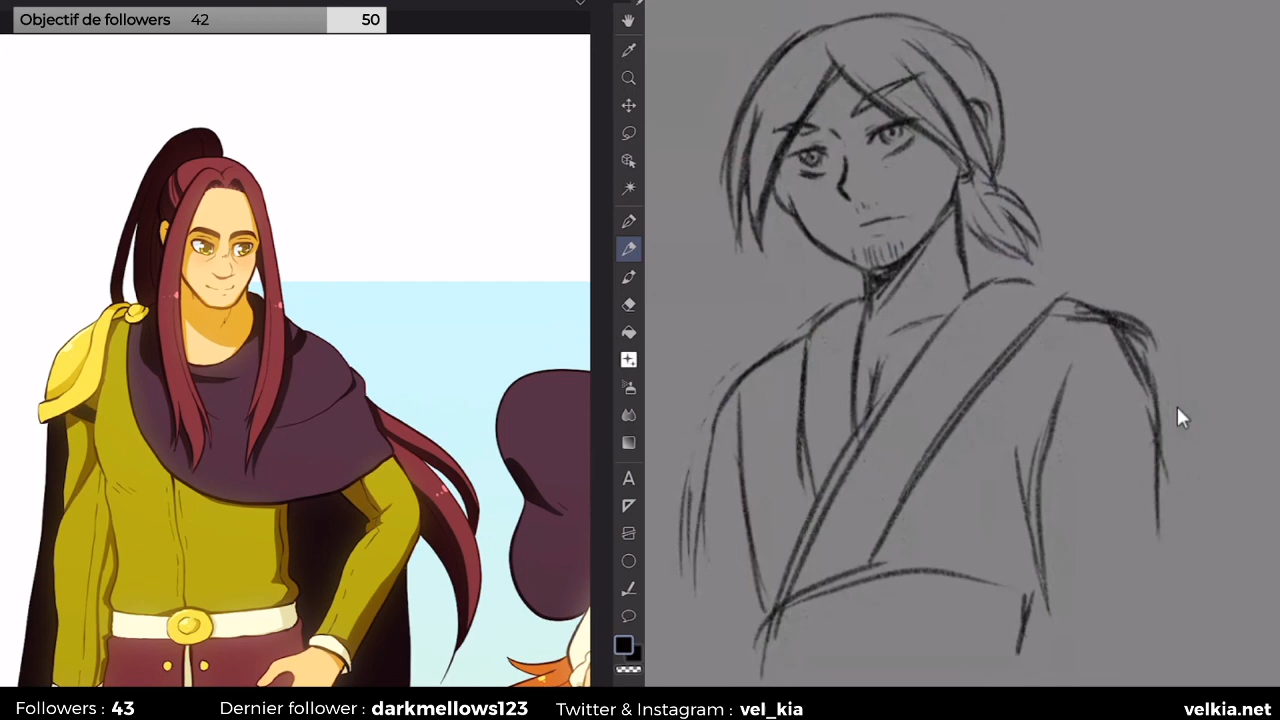 Objectif de followers 42 50
A
Followers : 43 Dernier follower : darkmellows123 Twitter & Instagram : vel_kia velkia.net